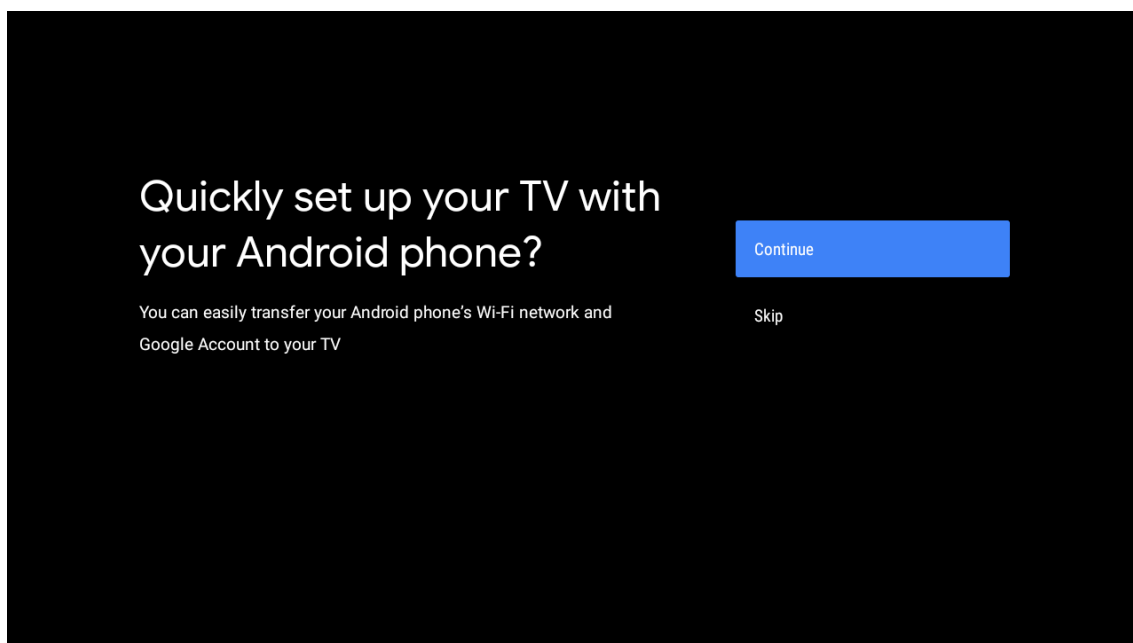 Quickly set up your TV with
your Android phone?
You can easily transfer your Android phone's Wi-Fi network and
Google Account to your TV
Continue
Skip